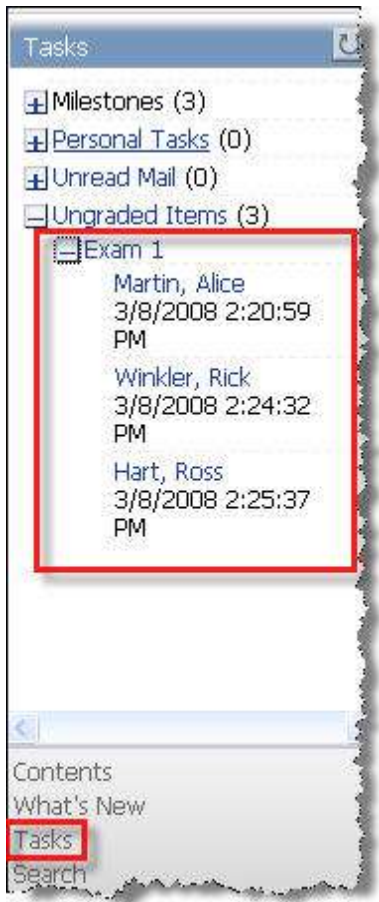 Tasks
Milestones (3)
Personal Tasks (0)
Unread Mail (0)
Ungraded Items (3)
Exam 1
Martin, Alice
3/8/2008 2:20:59
PM
Winkler, Rick
3/8/2008 2:24:32
PM
Hart, Ross
3/8/2008 2:25:37
PM
Contents
What's New
Tasks
Search